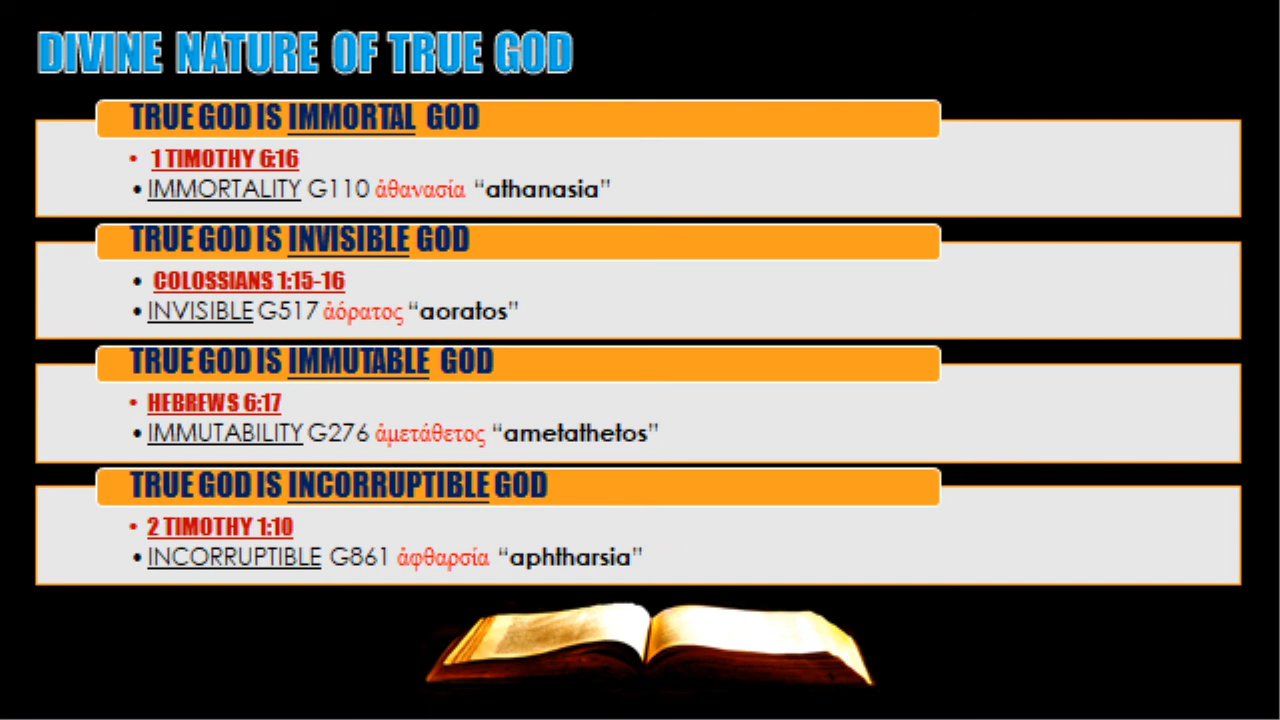 DIVINE NATURE OF TRUE GOD
TRUE GOD IS IMMORTAL GOD
• 1 TIMOTHY 6:16
• IMMORTALITY G110 ἀθανασία “athanasia”
TRUE GOD IS INVISIBLE GOD
• COLOSSIANS 1:15-16
• INVISIBLE G517 ἀόρατος “aoratos”
TRUE GOD IS IMMUTABLE GOD
• HEBREWS 6:17
• IMMUTABILITY G276 ἀμετάθετος “ametathetos”
TRUE GOD IS INCORRUPTIBLE GOD
• 2 TIMOTHY 1:10
• INCORRUPTIBLE G861 ἀφθαρσία “aphtharsia”